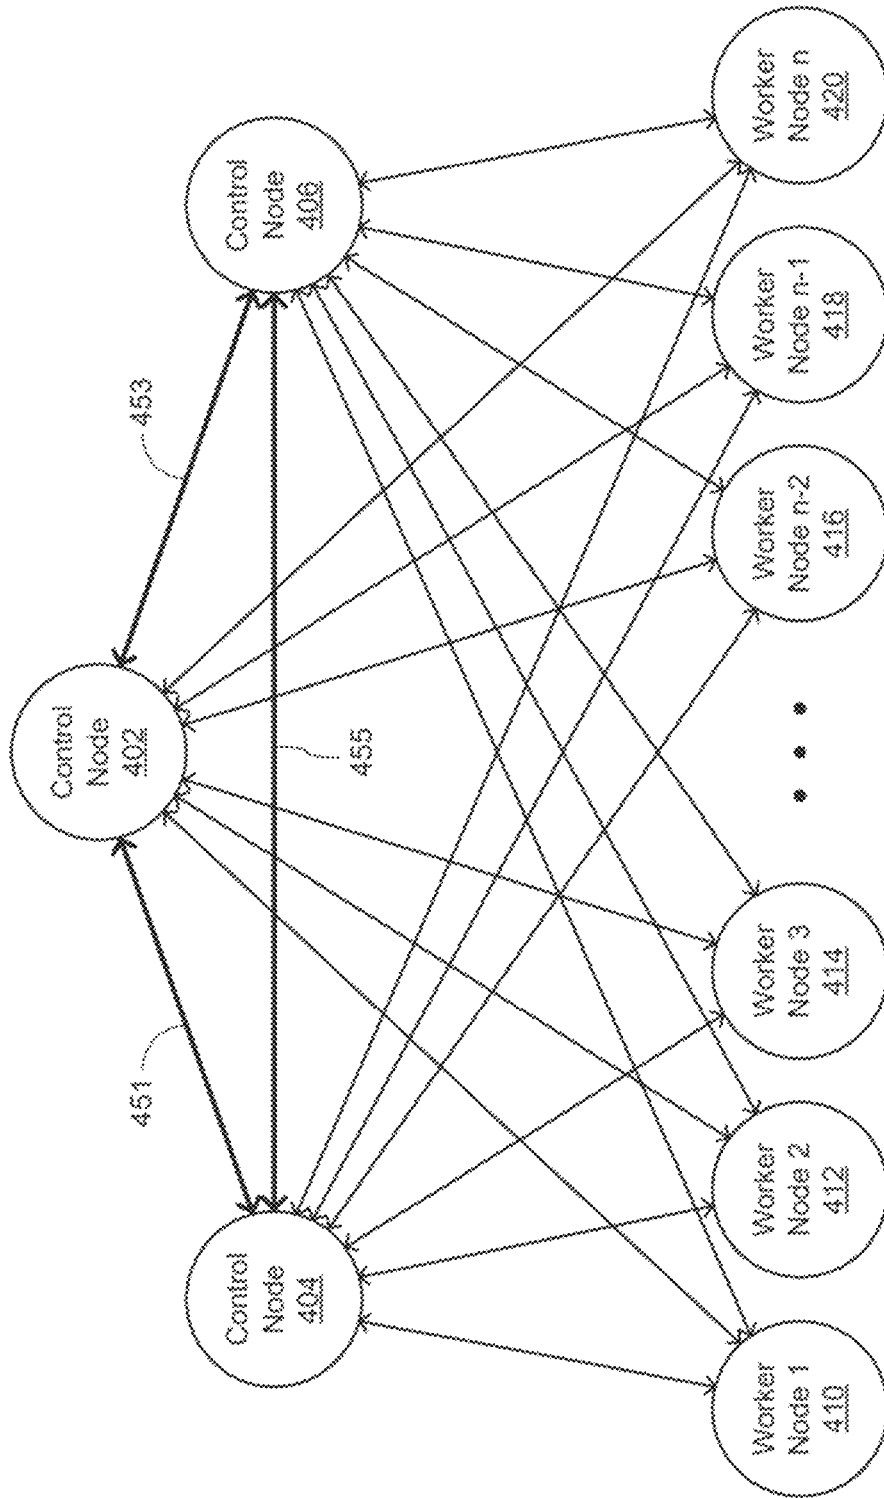 Control
Node
402
451
453
Control
Node
404
Control
Node
406
455
Worker
Node 1
410
Worker
Node 2
412
Worker
Node 3
414
Worker
Node n-2
416
Worker
Node n-1
418
Worker
Node n
420